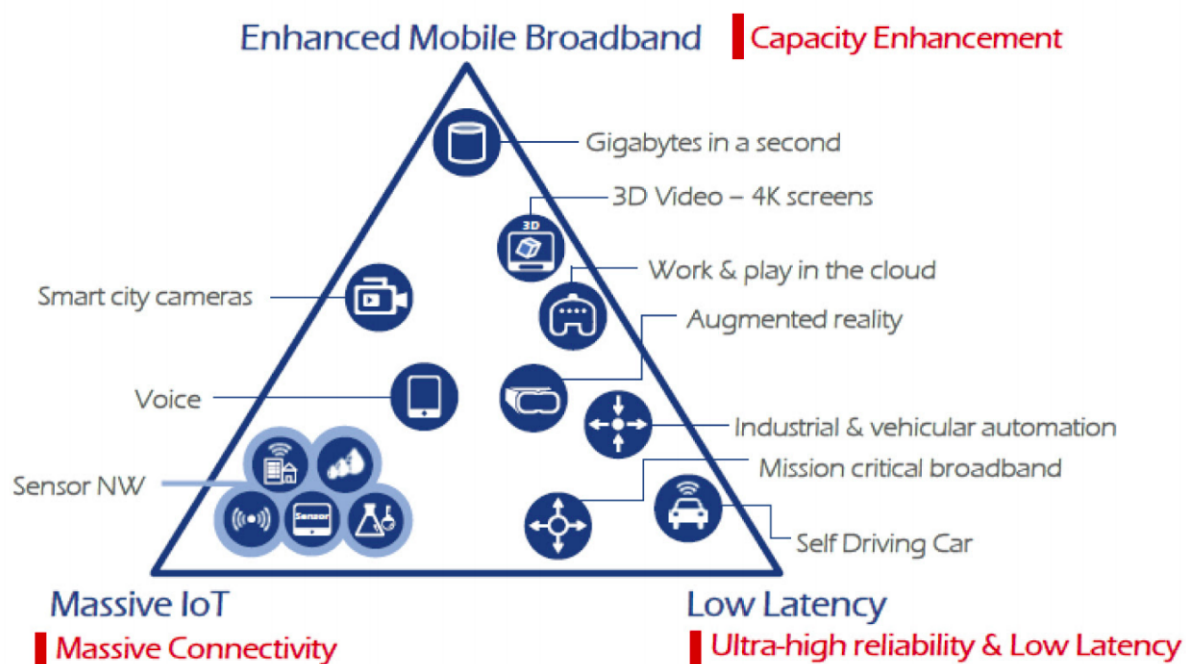 Enhanced Mobile Broadband
Capacity Enhancement
Gigabytes in a second
3D Video – 4K screens
3D
Work & play in the cloud
Smart city cameras
Augmented reality
Voice
Industrial & vehicular automation
Mission critical broadband
Sensor NW
Sensor
Self Driving Car
Massive IoT
Low Latency
Massive Connectivity
Ultra-high reliability & Low Latency